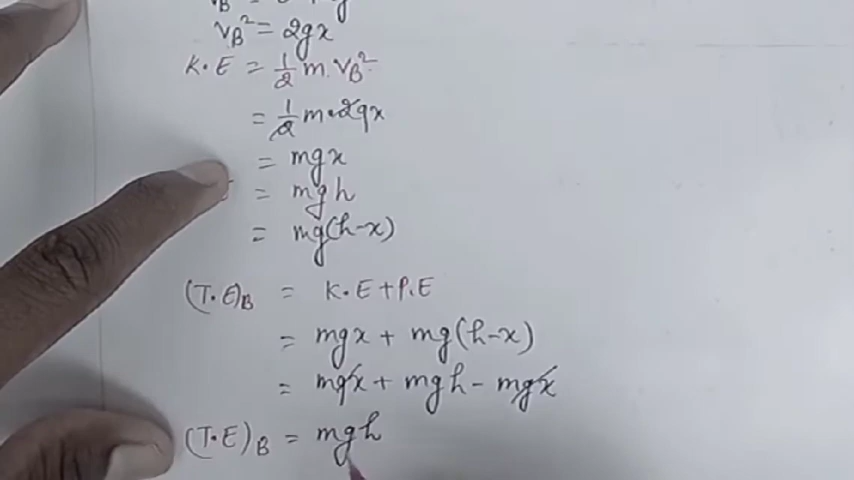 v_B² = 2gx
K.E = 1/2 m.v_B²
= 1/2 m×2gx
= mgx
= mgh
= mg(h-x)
(T.E)_B = K.E + P.E
= mgx + mg(h-x)
= mgx + mgh - mgx
(T.E)_B = mgh